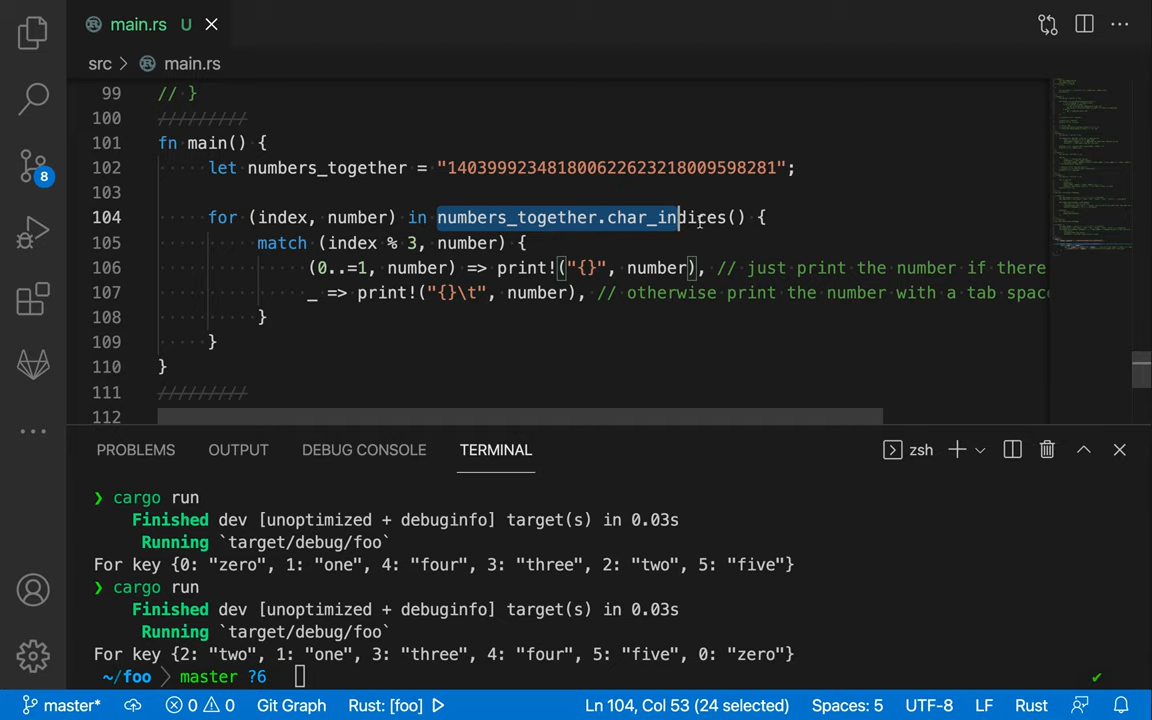 main.rs U
src > main.rs
99 // }
100 /////////
101 fn main() {
102 let numbers_together = "140399923481800622623218009598281";
103
104 for (index, number) in numbers_together.char_indices() {
105 match (index % 3, number) {
106 (0..=1, number) => print!("{}", number), // just print the number if there
107 _ => print!("{}\t", number), // otherwise print the number with a tab spac
108 }
109 }
110 }
111 /////////
112
8
PROBLEMS OUTPUT DEBUG CONSOLE TERMINAL zsh
❯ cargo run
Finished dev [unoptimized + debuginfo] target(s) in 0.03s
Running `target/debug/foo`
For key {0: "zero", 1: "one", 4: "four", 3: "three", 2: "two", 5: "five"}
❯ cargo run
Finished dev [unoptimized + debuginfo] target(s) in 0.03s
Running `target/debug/foo`
For key {2: "two", 1: "one", 3: "three", 4: "four", 5: "five", 0: "zero"}
~/foo master ?6
master* 0 0 Git Graph Rust: [foo] Ln 104, Col 53 (24 selected) Spaces: 5 UTF-8 LF Rust